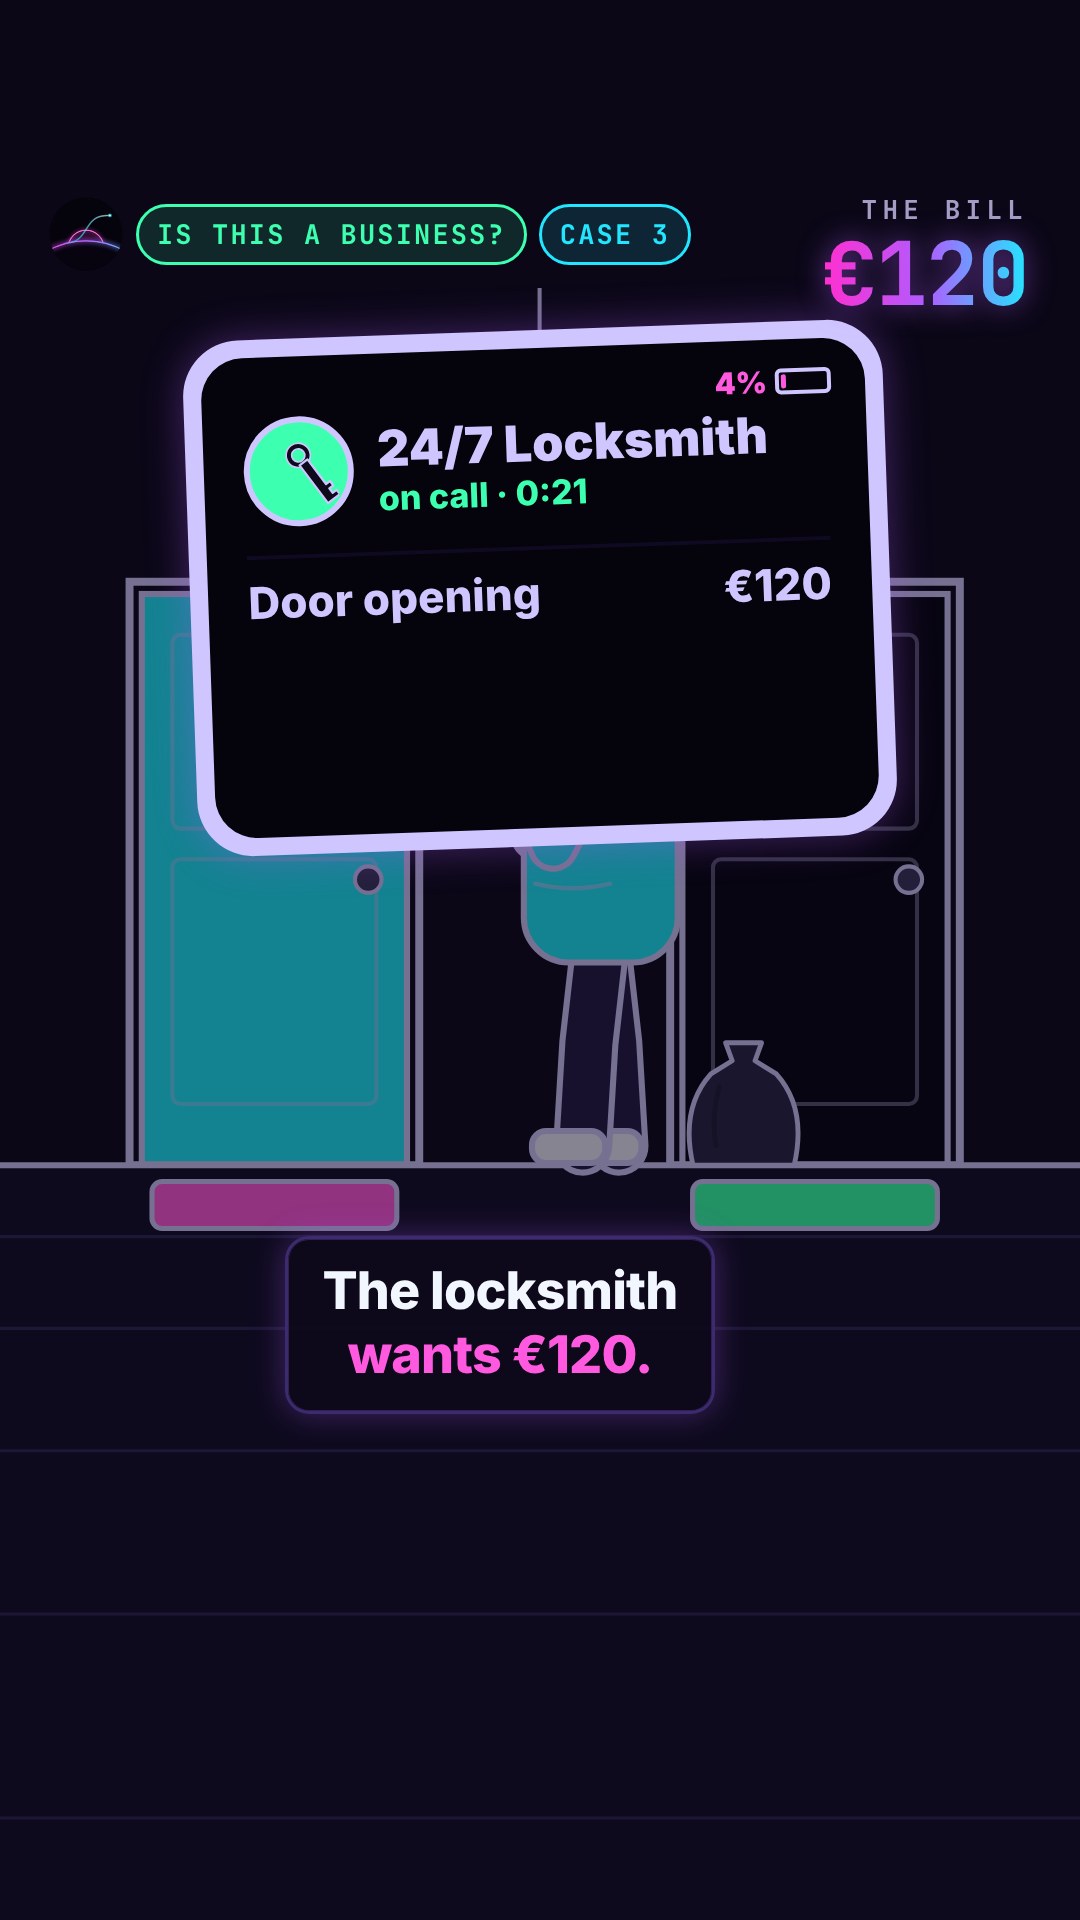 IS THIS A BUSINESS?
CASE 3
THE BILL
€120
4%
24/7 Locksmith
on call · 0:21
Door opening €120
The locksmith
wants €120.